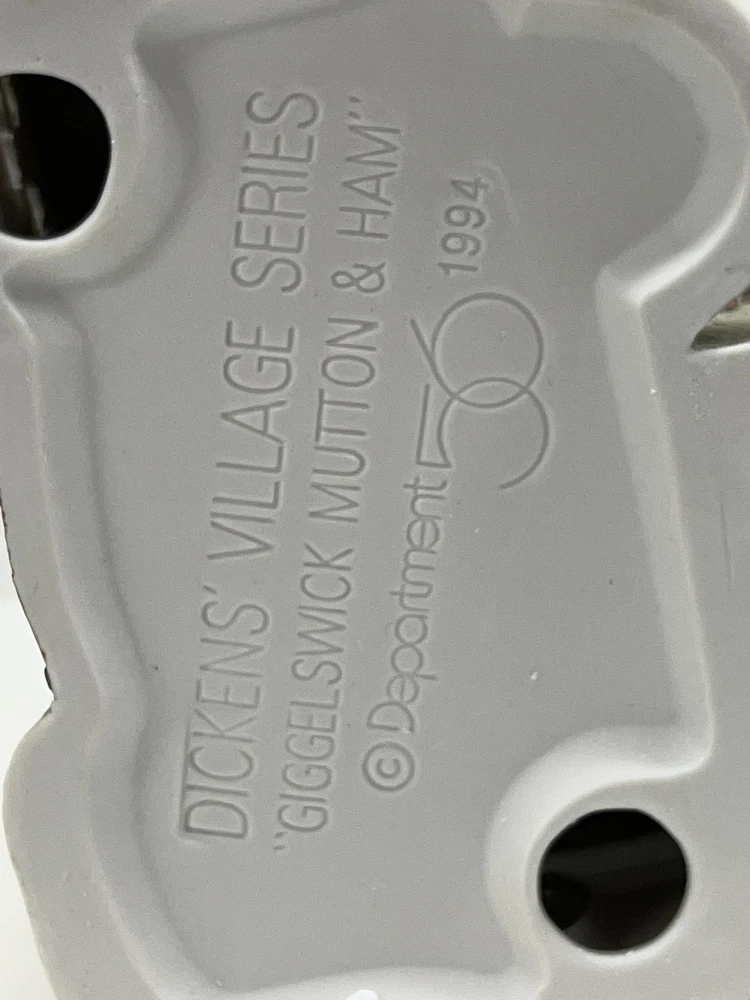 DICKENS' VILLAGE SERIES
"GIGGELSWICK MUTTON & HAM"
© Department 56 1994